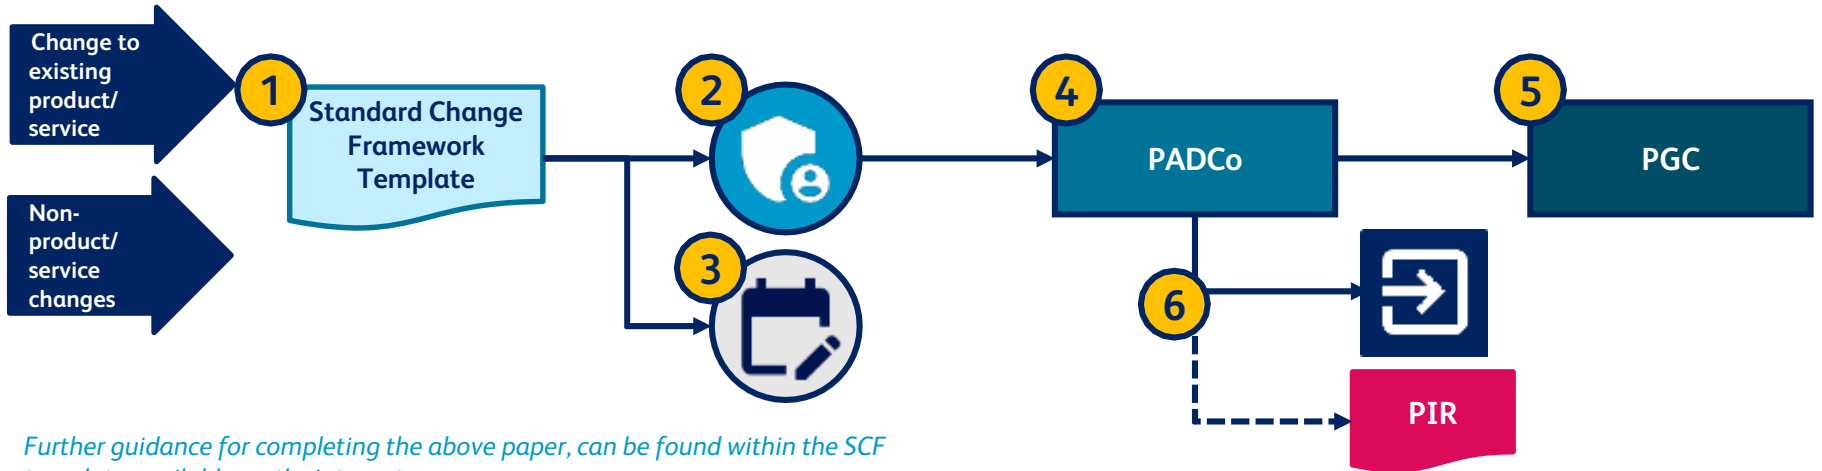 Change to
existing
product/
service
1
Standard Change
Framework
Template
2
4
PADCo
5
PGC
Non-
product/
service
changes
3
6
PIR
Further guidance for completing the above paper, can be found within the SCF